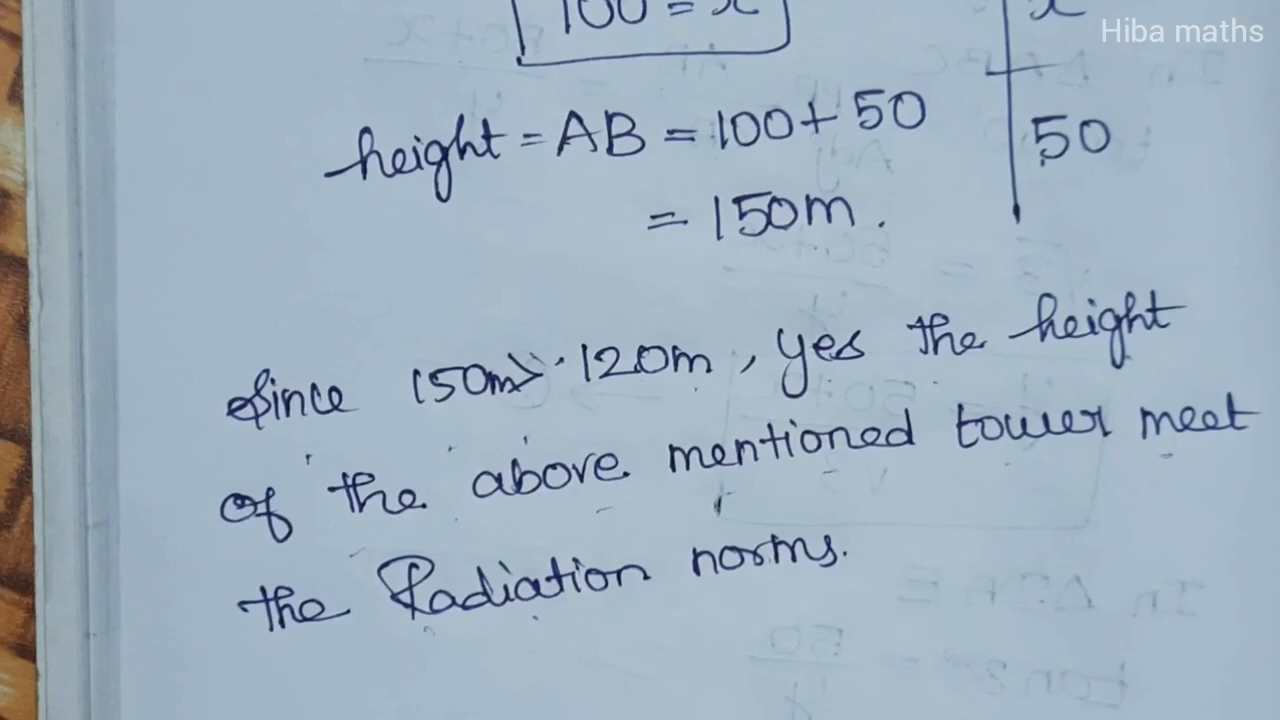 Hiba maths
100 = x
x
height = AB = 100 + 50
50
= 150m.
Since 150m > 120m, yes the height
of the above mentioned tower meet
the Radiation norms.